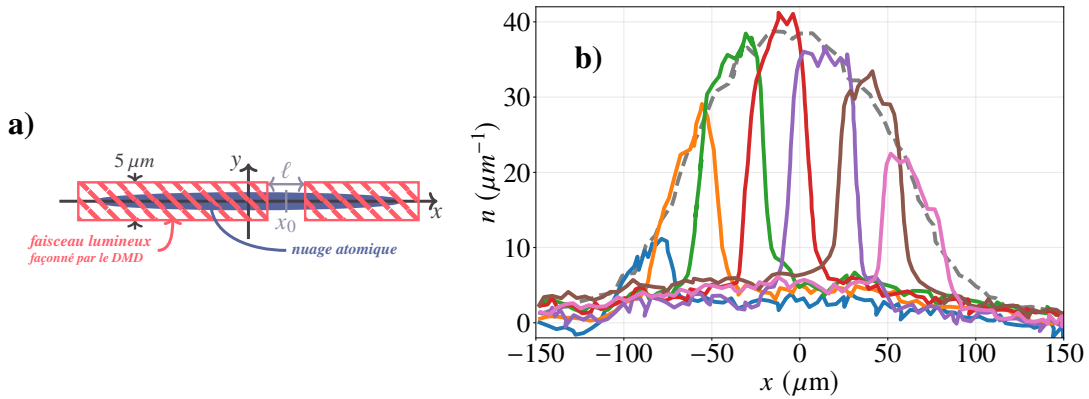 a)
5 μm
y
ℓ
x
x₀
faisceau lumineux
façonné par le DMD
nuage atomique
b)
n (μm⁻¹)
40
30
20
10
0
−150
−100
−50
0
50
100
150
x (μm)